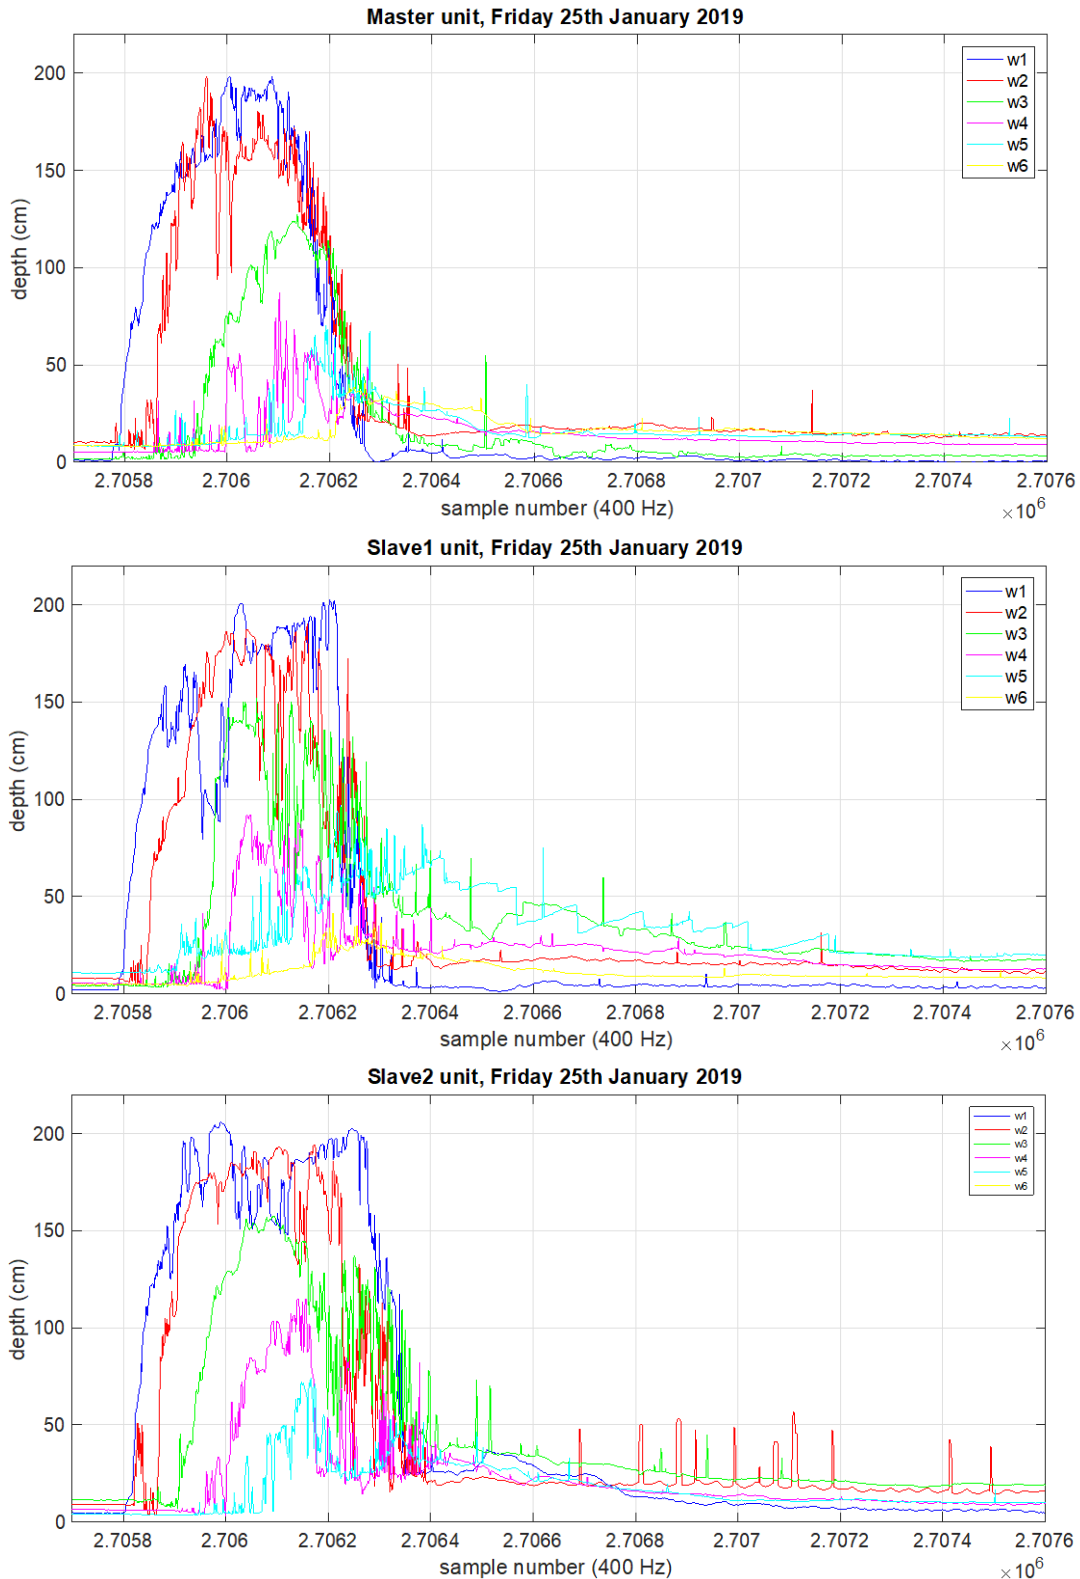 Master unit, Friday 25th January 2019
200
150
100
50
0
depth (cm)
w1
w2
w3
w4
w5
w6
2.7058 2.706 2.7062 2.7064 2.7066 2.7068 2.707 2.7072 2.7074 2.7076
sample number (400 Hz)
×10^6
Slave1 unit, Friday 25th January 2019
200
150
100
50
0
depth (cm)
w1
w2
w3
w4
w5
w6
2.7058 2.706 2.7062 2.7064 2.7066 2.7068 2.707 2.7072 2.7074 2.7076
sample number (400 Hz)
×10^6
Slave2 unit, Friday 25th January 2019
200
150
100
50
0
depth (cm)
w1
w2
w3
w4
w5
w6
2.7058 2.706 2.7062 2.7064 2.7066 2.7068 2.707 2.7072 2.7074 2.7076
sample number (400 Hz)
×10^6